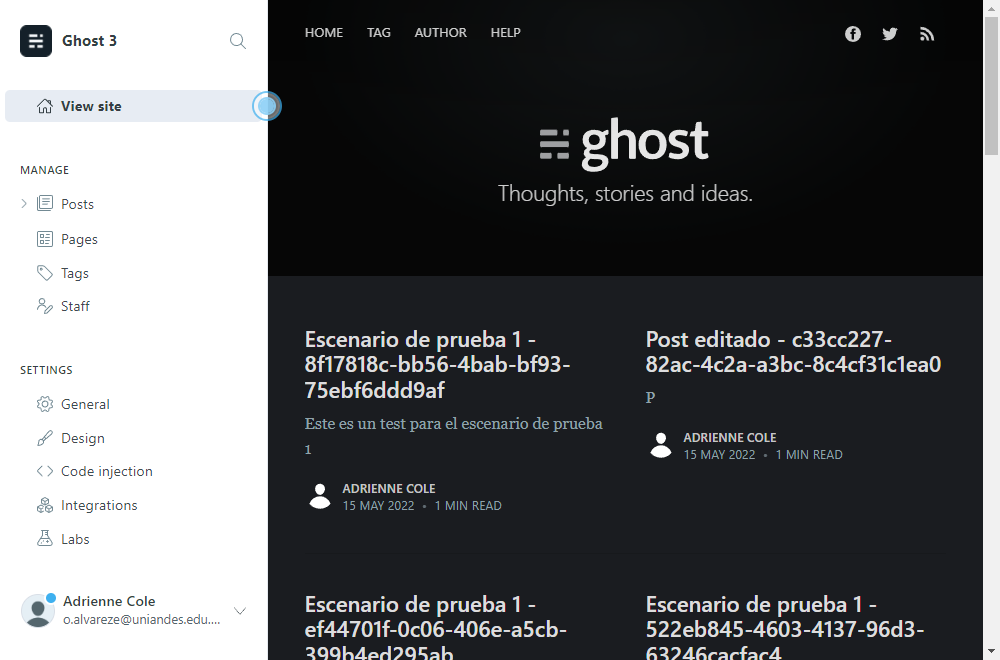 Ghost 3
View site
MANAGE
Posts
Pages
Tags
Staff
SETTINGS
General
Design
Code injection
Integrations
Labs
Adrienne Cole
o.alvareze@uniandes.edu....
HOME TAG AUTHOR HELP
ghost
Thoughts, stories and ideas.
Escenario de prueba 1 -
8f17818c-bb56-4bab-bf93-
75ebf6ddd9af
Este es un test para el escenario de prueba
1
ADRIENNE COLE
15 MAY 2022 • 1 MIN READ
Post editado - c33cc227-
82ac-4c2a-a3bc-8c4cf31c1ea0
P
ADRIENNE COLE
15 MAY 2022 • 1 MIN READ
Escenario de prueba 1 -
ef44701f-0c06-406e-a5cb-
399b4ed295ab
Escenario de prueba 1 -
522eb845-4603-4137-96d3-
63246cacfac4